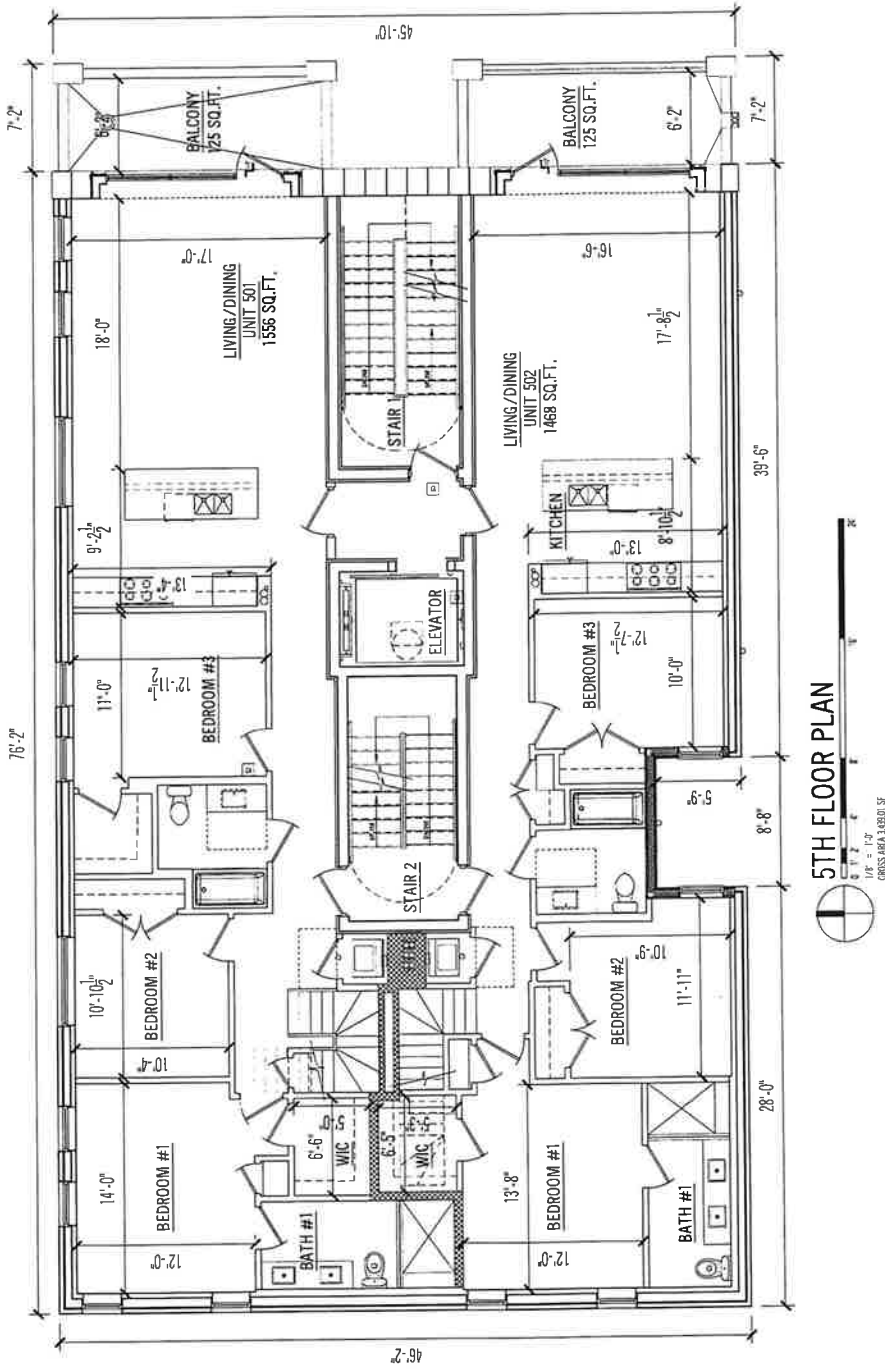 45'-10"
7'-2"
6'-2"
BALCONY
125 SQ.FT.
BALCONY
125 SQ.FT.
6'-2"
7'-2"
76'-2"
18'-0"
17'-0"
LIVING/DINING
UNIT 501
1556 SQ.FT.
STAIR 1
LIVING/DINING
UNIT 502
1468 SQ.FT.
16'-6"
17'-8 1/2"
39'-6"
9'-2 1/2"
13'-4"
KITCHEN
13'-0"
8'-10 1/2"
ELEVATOR
11'-0"
12'-11 1/2"
BEDROOM #3
BEDROOM #3
12'-7 1/2"
10'-0"
5'-9"
8'-8"
STAIR 2
10'-10 1/2"
BEDROOM #2
10'-4"
BEDROOM #2
10'-9"
11'-11"
28'-0"
14'-0"
BEDROOM #1
12'-0"
6'-6"
5'-0"
WIC
6'-5"
5'-3"
WIC
13'-8"
BEDROOM #1
12'-0"
BATH #1
BATH #1
46'-2"
5TH FLOOR PLAN
1/8" = 1'-0"